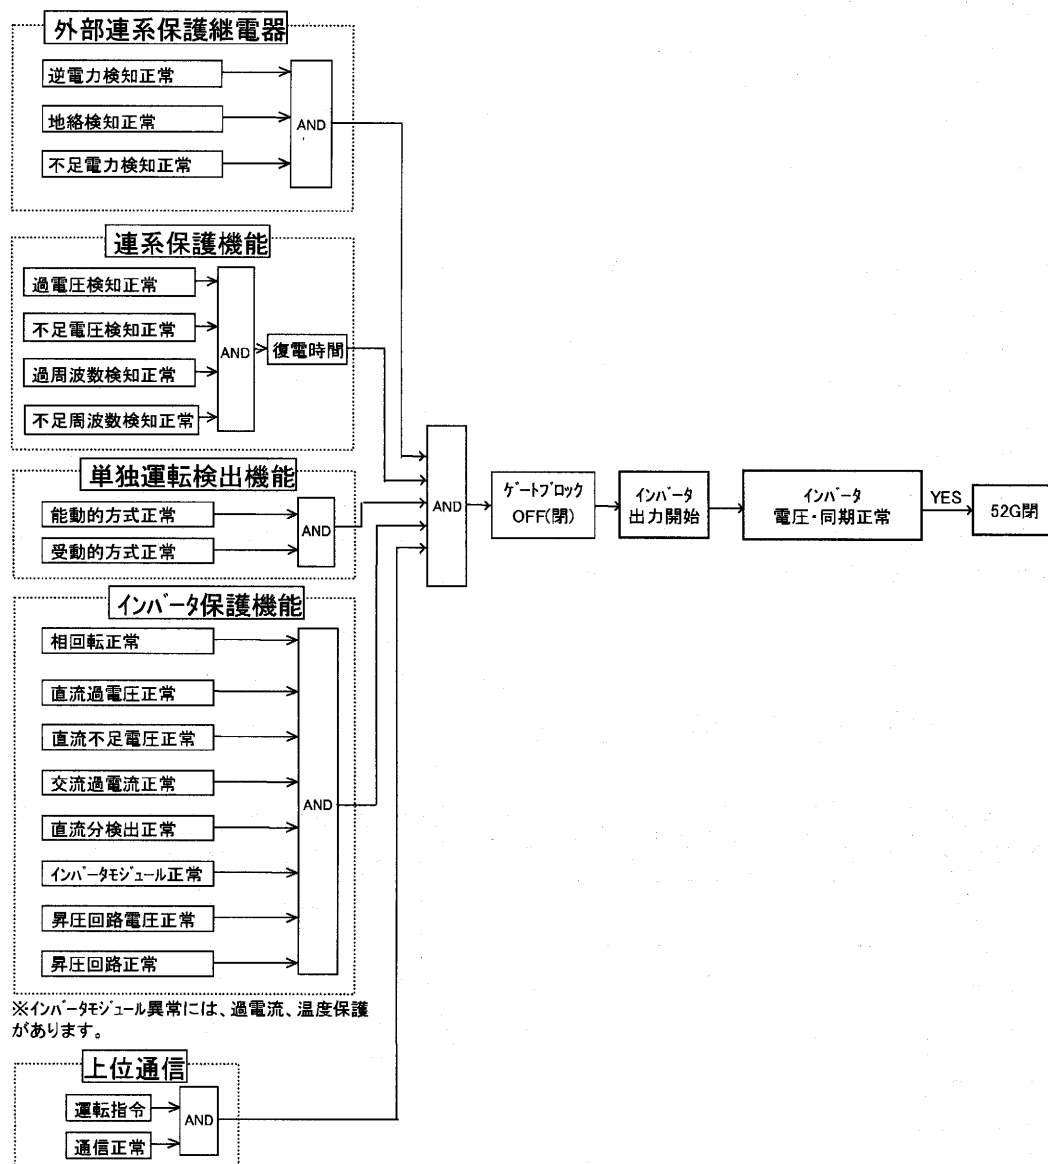 外部連系保護継電器
逆電力検知正常
地絡検知正常
不足電力検知正常
AND
連系保護機能
過電圧検知正常
不足電圧検知正常
過周波数検知正常
不足周波数検知正常
AND
復電時間
単独運転検出機能
能動的方式正常
受動的方式正常
AND
インバータ保護機能
相回転正常
直流過電圧正常
直流不足電圧正常
交流過電流正常
直流分検出正常
インバータモジュール正常
昇圧回路電圧正常
昇圧回路正常
AND
※インバータモジュール異常には、過電流、温度保護
があります。
上位通信
運転指令
通信正常
AND
AND
ゲートブロック
OFF(閉)
インバータ
出力開始
インバータ
電圧・同期正常
YES
52G閉